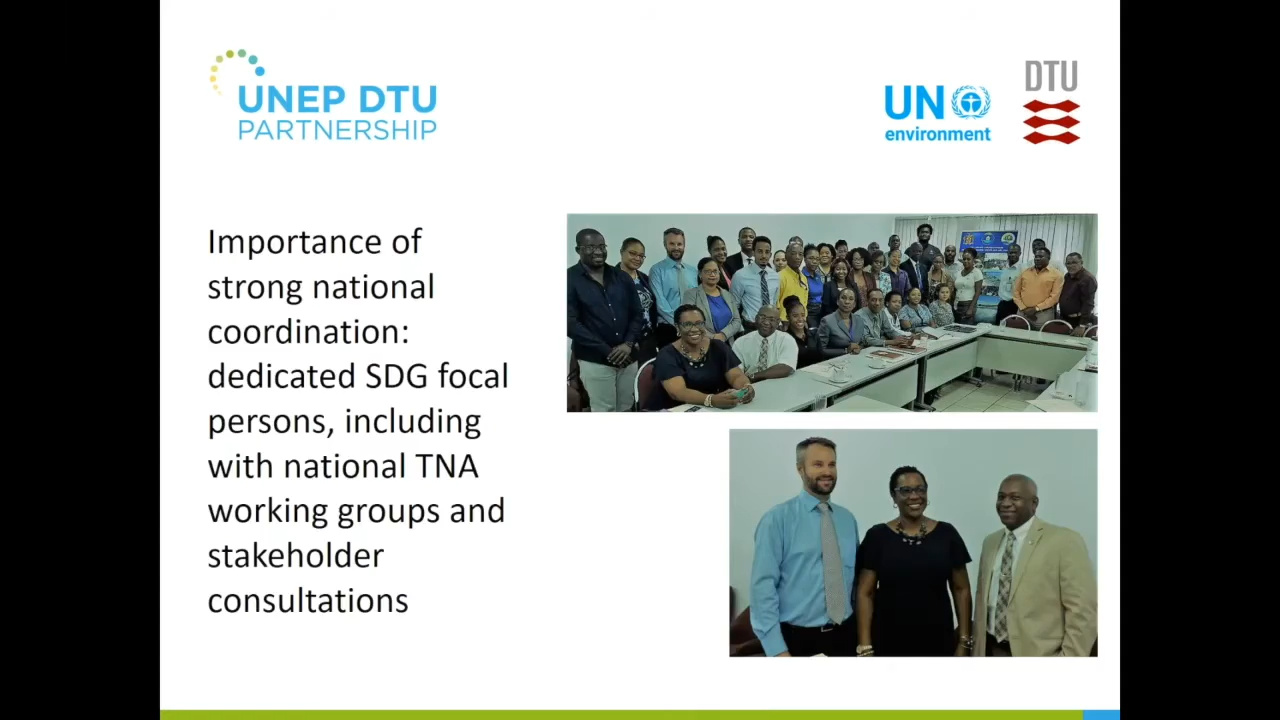 UNEP DTU
PARTNERSHIP
UN
environment
DTU
Importance of
strong national
coordination:
dedicated SDG focal
persons, including
with national TNA
working groups and
stakeholder
consultations